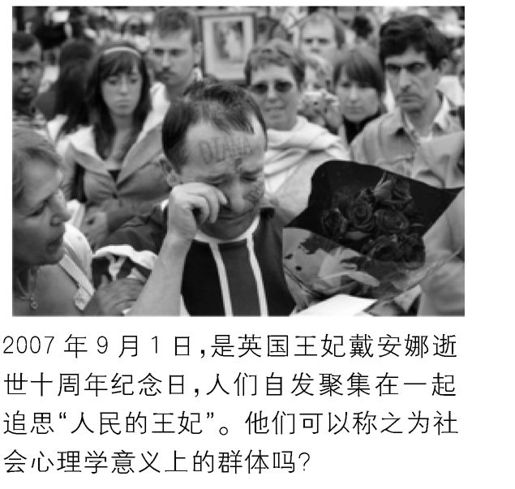 DIANA
2007 年 9 月 1 日,是英国王妃戴安娜逝
世十周年纪念日,人们自发聚集在一起
追思“人民的王妃”。他们可以称之为社
会心理学意义上的群体吗?